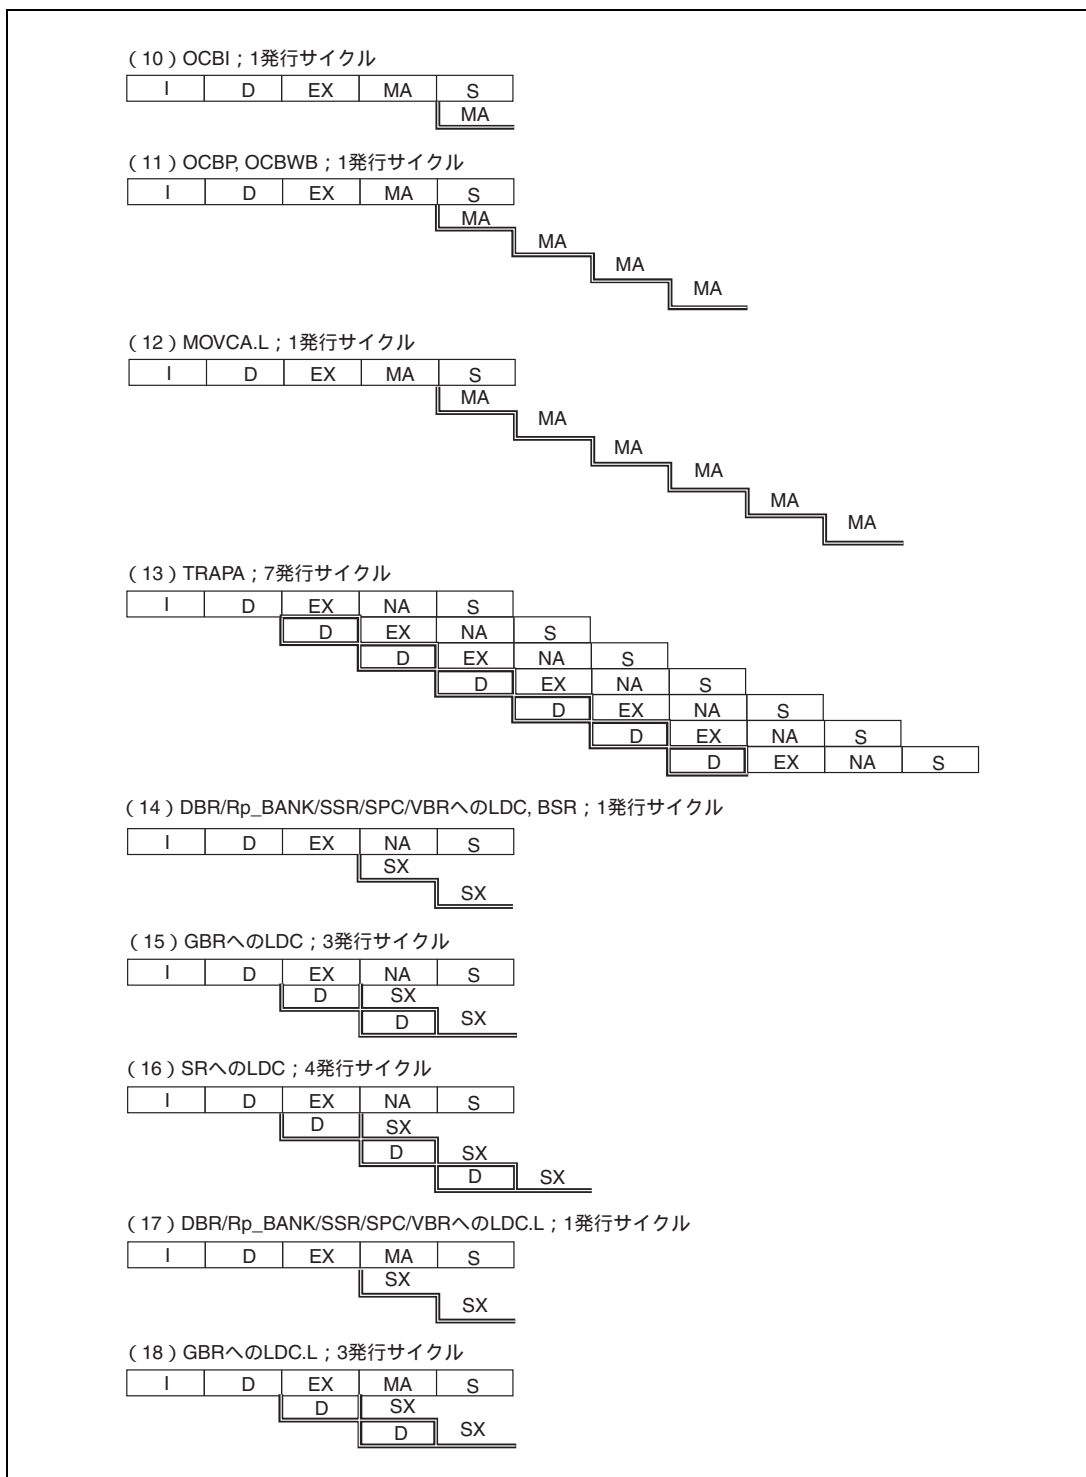 （10）OCBI；1発行サイクル
I D EX MA S
MA
（11）OCBP, OCBWB；1発行サイクル
I D EX MA S
MA
MA
MA
MA
（12）MOVCA.L；1発行サイクル
I D EX MA S
MA
MA
MA
MA
MA
MA
（13）TRAPA；7発行サイクル
I D EX NA S
D EX NA S
D EX NA S
D EX NA S
D EX NA S
D EX NA S
D EX NA S
（14）DBR/Rp_BANK/SSR/SPC/VBRへのLDC, BSR；1発行サイクル
I D EX NA S
SX
SX
（15）GBRへのLDC；3発行サイクル
I D EX NA S
D SX
D SX
（16）SRへのLDC；4発行サイクル
I D EX NA S
D SX
D SX
D SX
（17）DBR/Rp_BANK/SSR/SPC/VBRへのLDC.L；1発行サイクル
I D EX MA S
SX
SX
（18）GBRへのLDC.L；3発行サイクル
I D EX MA S
D SX
D SX